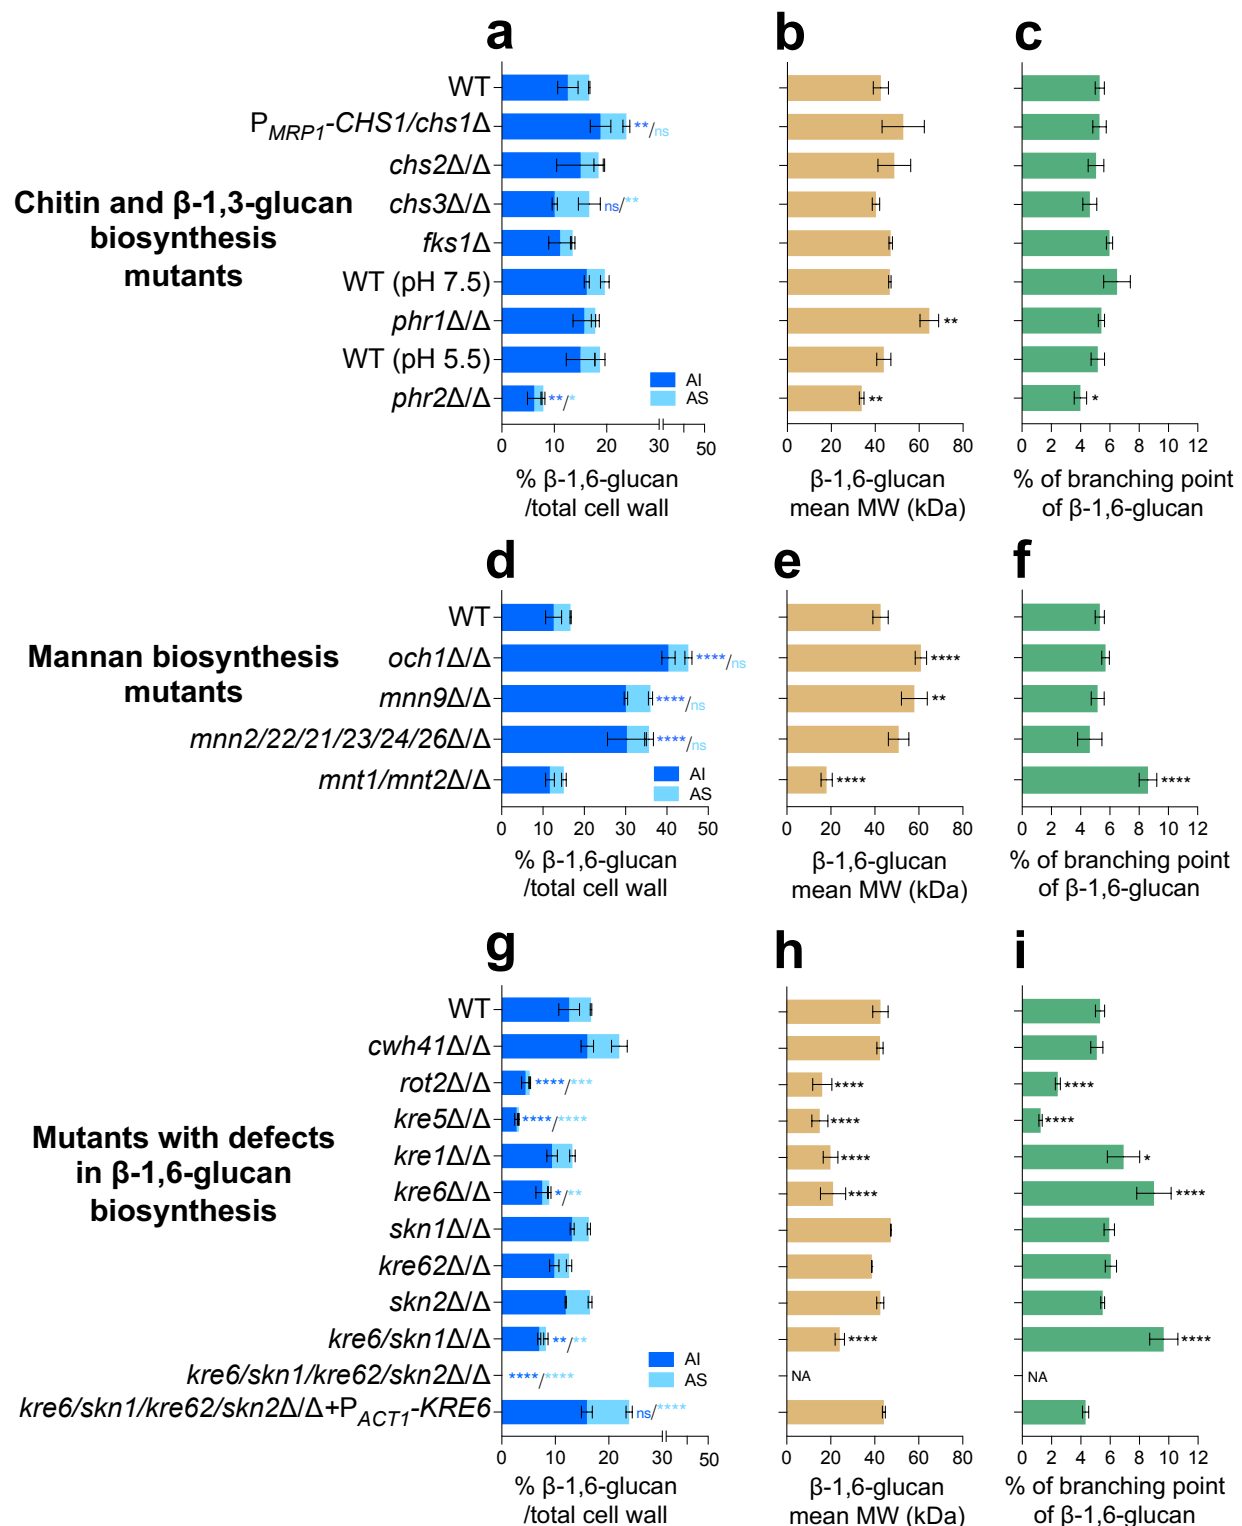 a b c
Chitin and β-1,3-glucan
biosynthesis
mutants
WT
P_MRP1-CHS1/chs1Δ **/ns
chs2Δ/Δ
chs3Δ/Δ ns/**
fks1Δ
WT (pH 7.5)
phr1Δ/Δ **
WT (pH 5.5)
phr2Δ/Δ **/* ** *
AI
AS
0 10 20 30 50
% β-1,6-glucan
/total cell wall
0 20 40 60 80
β-1,6-glucan
mean MW (kDa)
0 2 4 6 8 10 12
% of branching point
of β-1,6-glucan
d e f
Mannan biosynthesis
mutants
WT
och1Δ/Δ ****/ns ****
mnn9Δ/Δ ****/ns **
mnn2/22/21/23/24/26Δ/Δ ****/ns
mnt1/mnt2Δ/Δ **** ****
AI
AS
0 10 20 30 40 50
% β-1,6-glucan
/total cell wall
0 20 40 60 80
β-1,6-glucan
mean MW (kDa)
0 2 4 6 8 10 12
% of branching point
of β-1,6-glucan
g h i
Mutants with defects
in β-1,6-glucan
biosynthesis
WT
cwh41Δ/Δ
rot2Δ/Δ ****/*** **** ****
kre5Δ/Δ ****/**** **** ****
kre1Δ/Δ **** *
kre6Δ/Δ */** **** ****
skn1Δ/Δ
kre62Δ/Δ
skn2Δ/Δ
kre6/skn1Δ/Δ **/** **** ****
kre6/skn1/kre62/skn2Δ/Δ ****/**** NA NA
kre6/skn1/kre62/skn2Δ/Δ+P_ACT1-KRE6 ns/****
AI
AS
0 10 20 30 50
% β-1,6-glucan
/total cell wall
0 20 40 60 80
β-1,6-glucan
mean MW (kDa)
0 2 4 6 8 10 12
% of branching point
of β-1,6-glucan